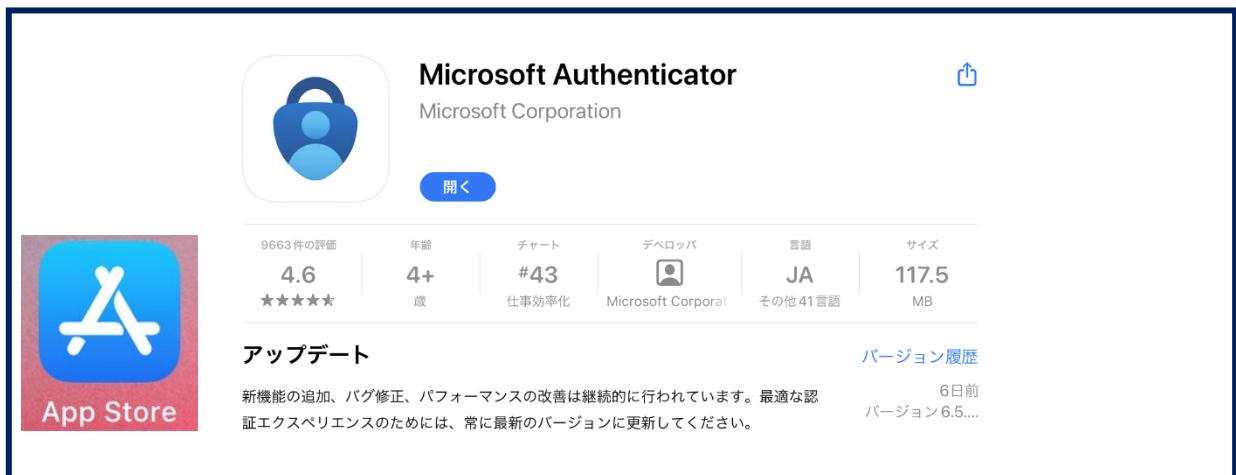 Microsoft Authenticator
Microsoft Corporation
開く
9663件の評価
4.6
年齢
4+
歳
チャート
#43
仕事効率化
デベロッパ
Microsoft Corporat
言語
JA
その他 41 言語
サイズ
117.5
MB
App Store
アップデート
バージョン履歴
新機能の追加、バグ修正、パフォーマンスの改善は継続的に行われています。最適な認
証エクスペリエンスのためには、常に最新のバージョンに更新してください。
6日前
バージョン 6.5....